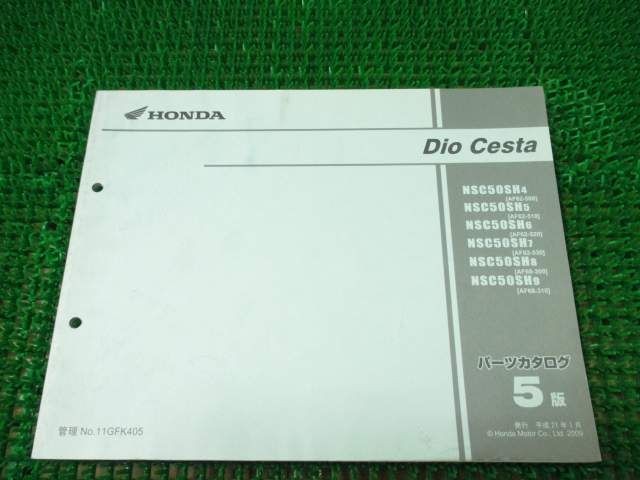 HONDA
Dio Cesta
NSC50SH4
[AF62-500]
NSC50SH5
[AF62-510]
NSC50SH6
[AF62-520]
NSC50SH7
[AF62-530]
NSC50SH8
[AF68-300]
NSC50SH9
[AF68-310]
パーツカタログ
5版
発行 平成21年1月
© Honda Motor Co., Ltd. 2009
管理 No.11GFK405